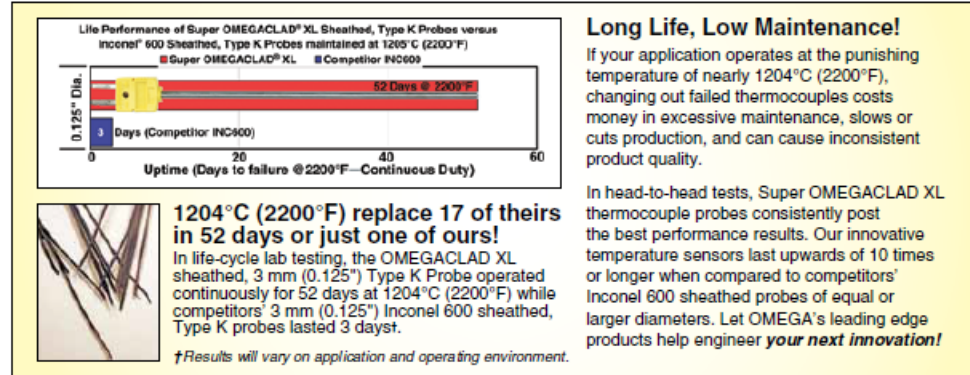 Life Performance of Super OMEGACLAD® XL Sheathed, Type K Probes versus
Inconel® 600 Sheathed, Type K Probes maintained at 1205°C (2200°F)
Super OMEGACLAD® XL Competitor INC600
0.125" Dia.
52 Days @ 2200°F
3 Days (Competitor INC600)
0 20 40 60
Uptime (Days to failure @2200°F—Continuous Duty)
1204°C (2200°F) replace 17 of theirs
in 52 days or just one of ours!
In life-cycle lab testing, the OMEGACLAD XL
sheathed, 3 mm (0.125") Type K Probe operated
continuously for 52 days at 1204°C (2200°F) while
competitors' 3 mm (0.125") Inconel 600 sheathed,
Type K probes lasted 3 days†.
†Results will vary on application and operating environment.
Long Life, Low Maintenance!
If your application operates at the punishing
temperature of nearly 1204°C (2200°F),
changing out failed thermocouples costs
money in excessive maintenance, slows or
cuts production, and can cause inconsistent
product quality.
In head-to-head tests, Super OMEGACLAD XL
thermocouple probes consistently post
the best performance results. Our innovative
temperature sensors last upwards of 10 times
or longer when compared to competitors'
Inconel 600 sheathed probes of equal or
larger diameters. Let OMEGA's leading edge
products help engineer your next innovation!